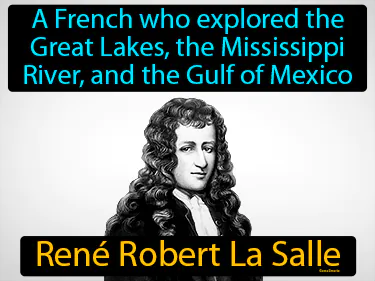 A French who explored the
Great Lakes, the Mississippi
River, and the Gulf of Mexico
René Robert La Salle